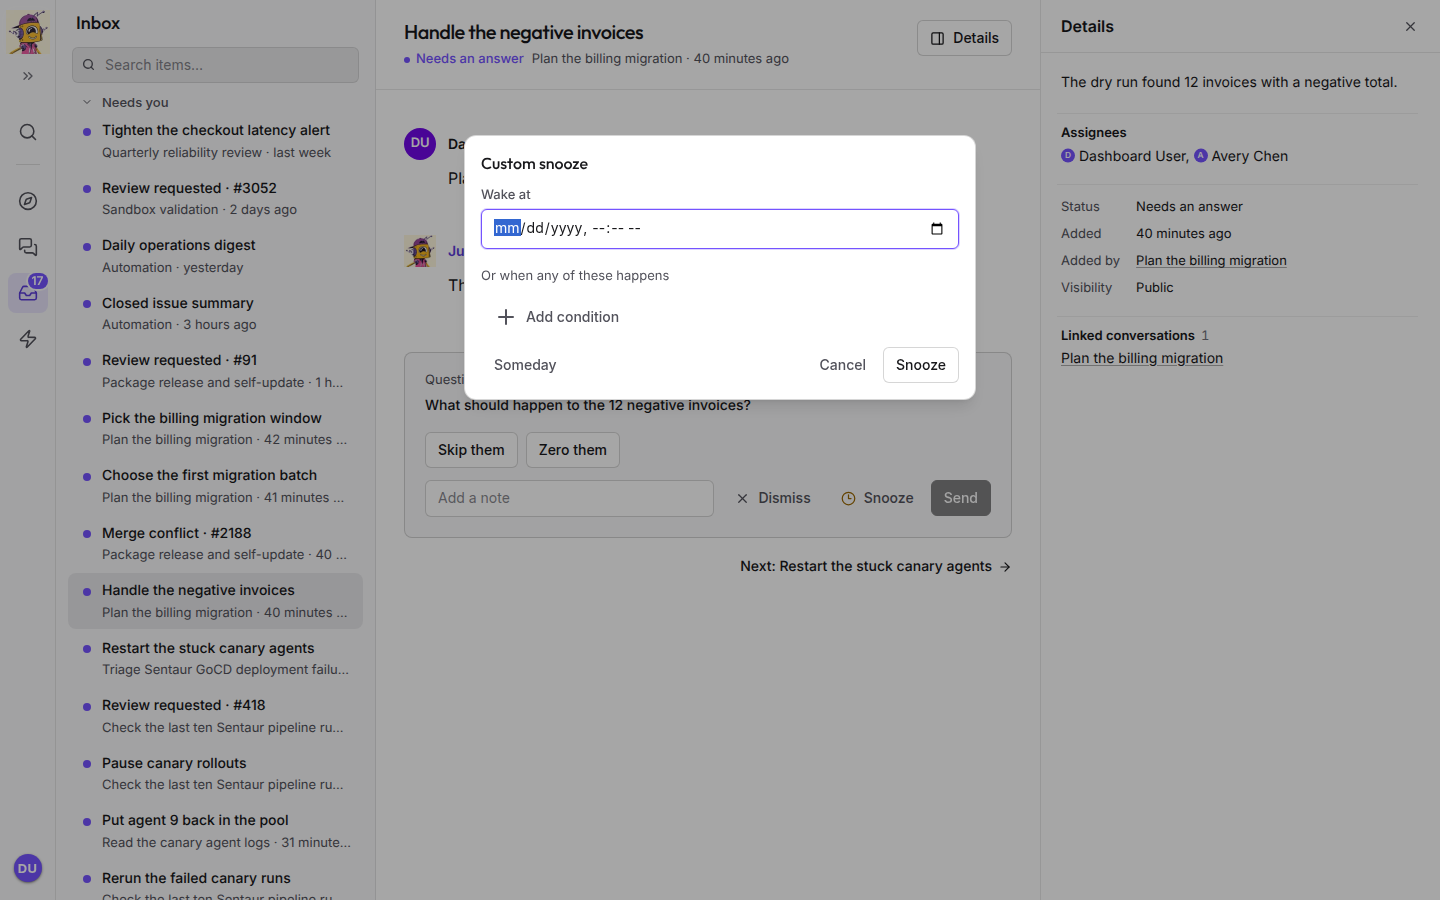 Inbox
Search items...
Needs you
Tighten the checkout latency alert
Quarterly reliability review · last week
Review requested · #3052
Sandbox validation · 2 days ago
Daily operations digest
Automation · yesterday
Closed issue summary
Automation · 3 hours ago
Review requested · #91
Package release and self-update · 1 h...
Pick the billing migration window
Plan the billing migration · 42 minutes ...
Choose the first migration batch
Plan the billing migration · 41 minutes ...
Merge conflict · #2188
Package release and self-update · 40 ...
Handle the negative invoices
Plan the billing migration · 40 minutes ...
Restart the stuck canary agents
Triage Sentaur GoCD deployment failu...
Review requested · #418
Check the last ten Sentaur pipeline ru...
Pause canary rollouts
Check the last ten Sentaur pipeline ru...
Put agent 9 back in the pool
Read the canary agent logs · 31 minute...
Rerun the failed canary runs
Check the last ten Sentaur pipeline ru...
17
DU
Handle the negative invoices
Needs an answer Plan the billing migration · 40 minutes ago
Details
DU
Custom snooze
Wake at
mm/dd/yyyy, --:-- --
Or when any of these happens
Add condition
Someday
Cancel
Snooze
What should happen to the 12 negative invoices?
Skip them
Zero them
Add a note
Dismiss
Snooze
Send
Next: Restart the stuck canary agents
Details
The dry run found 12 invoices with a negative total.
Assignees
D Dashboard User, A Avery Chen
Status Needs an answer
Added 40 minutes ago
Added by Plan the billing migration
Visibility Public
Linked conversations 1
Plan the billing migration